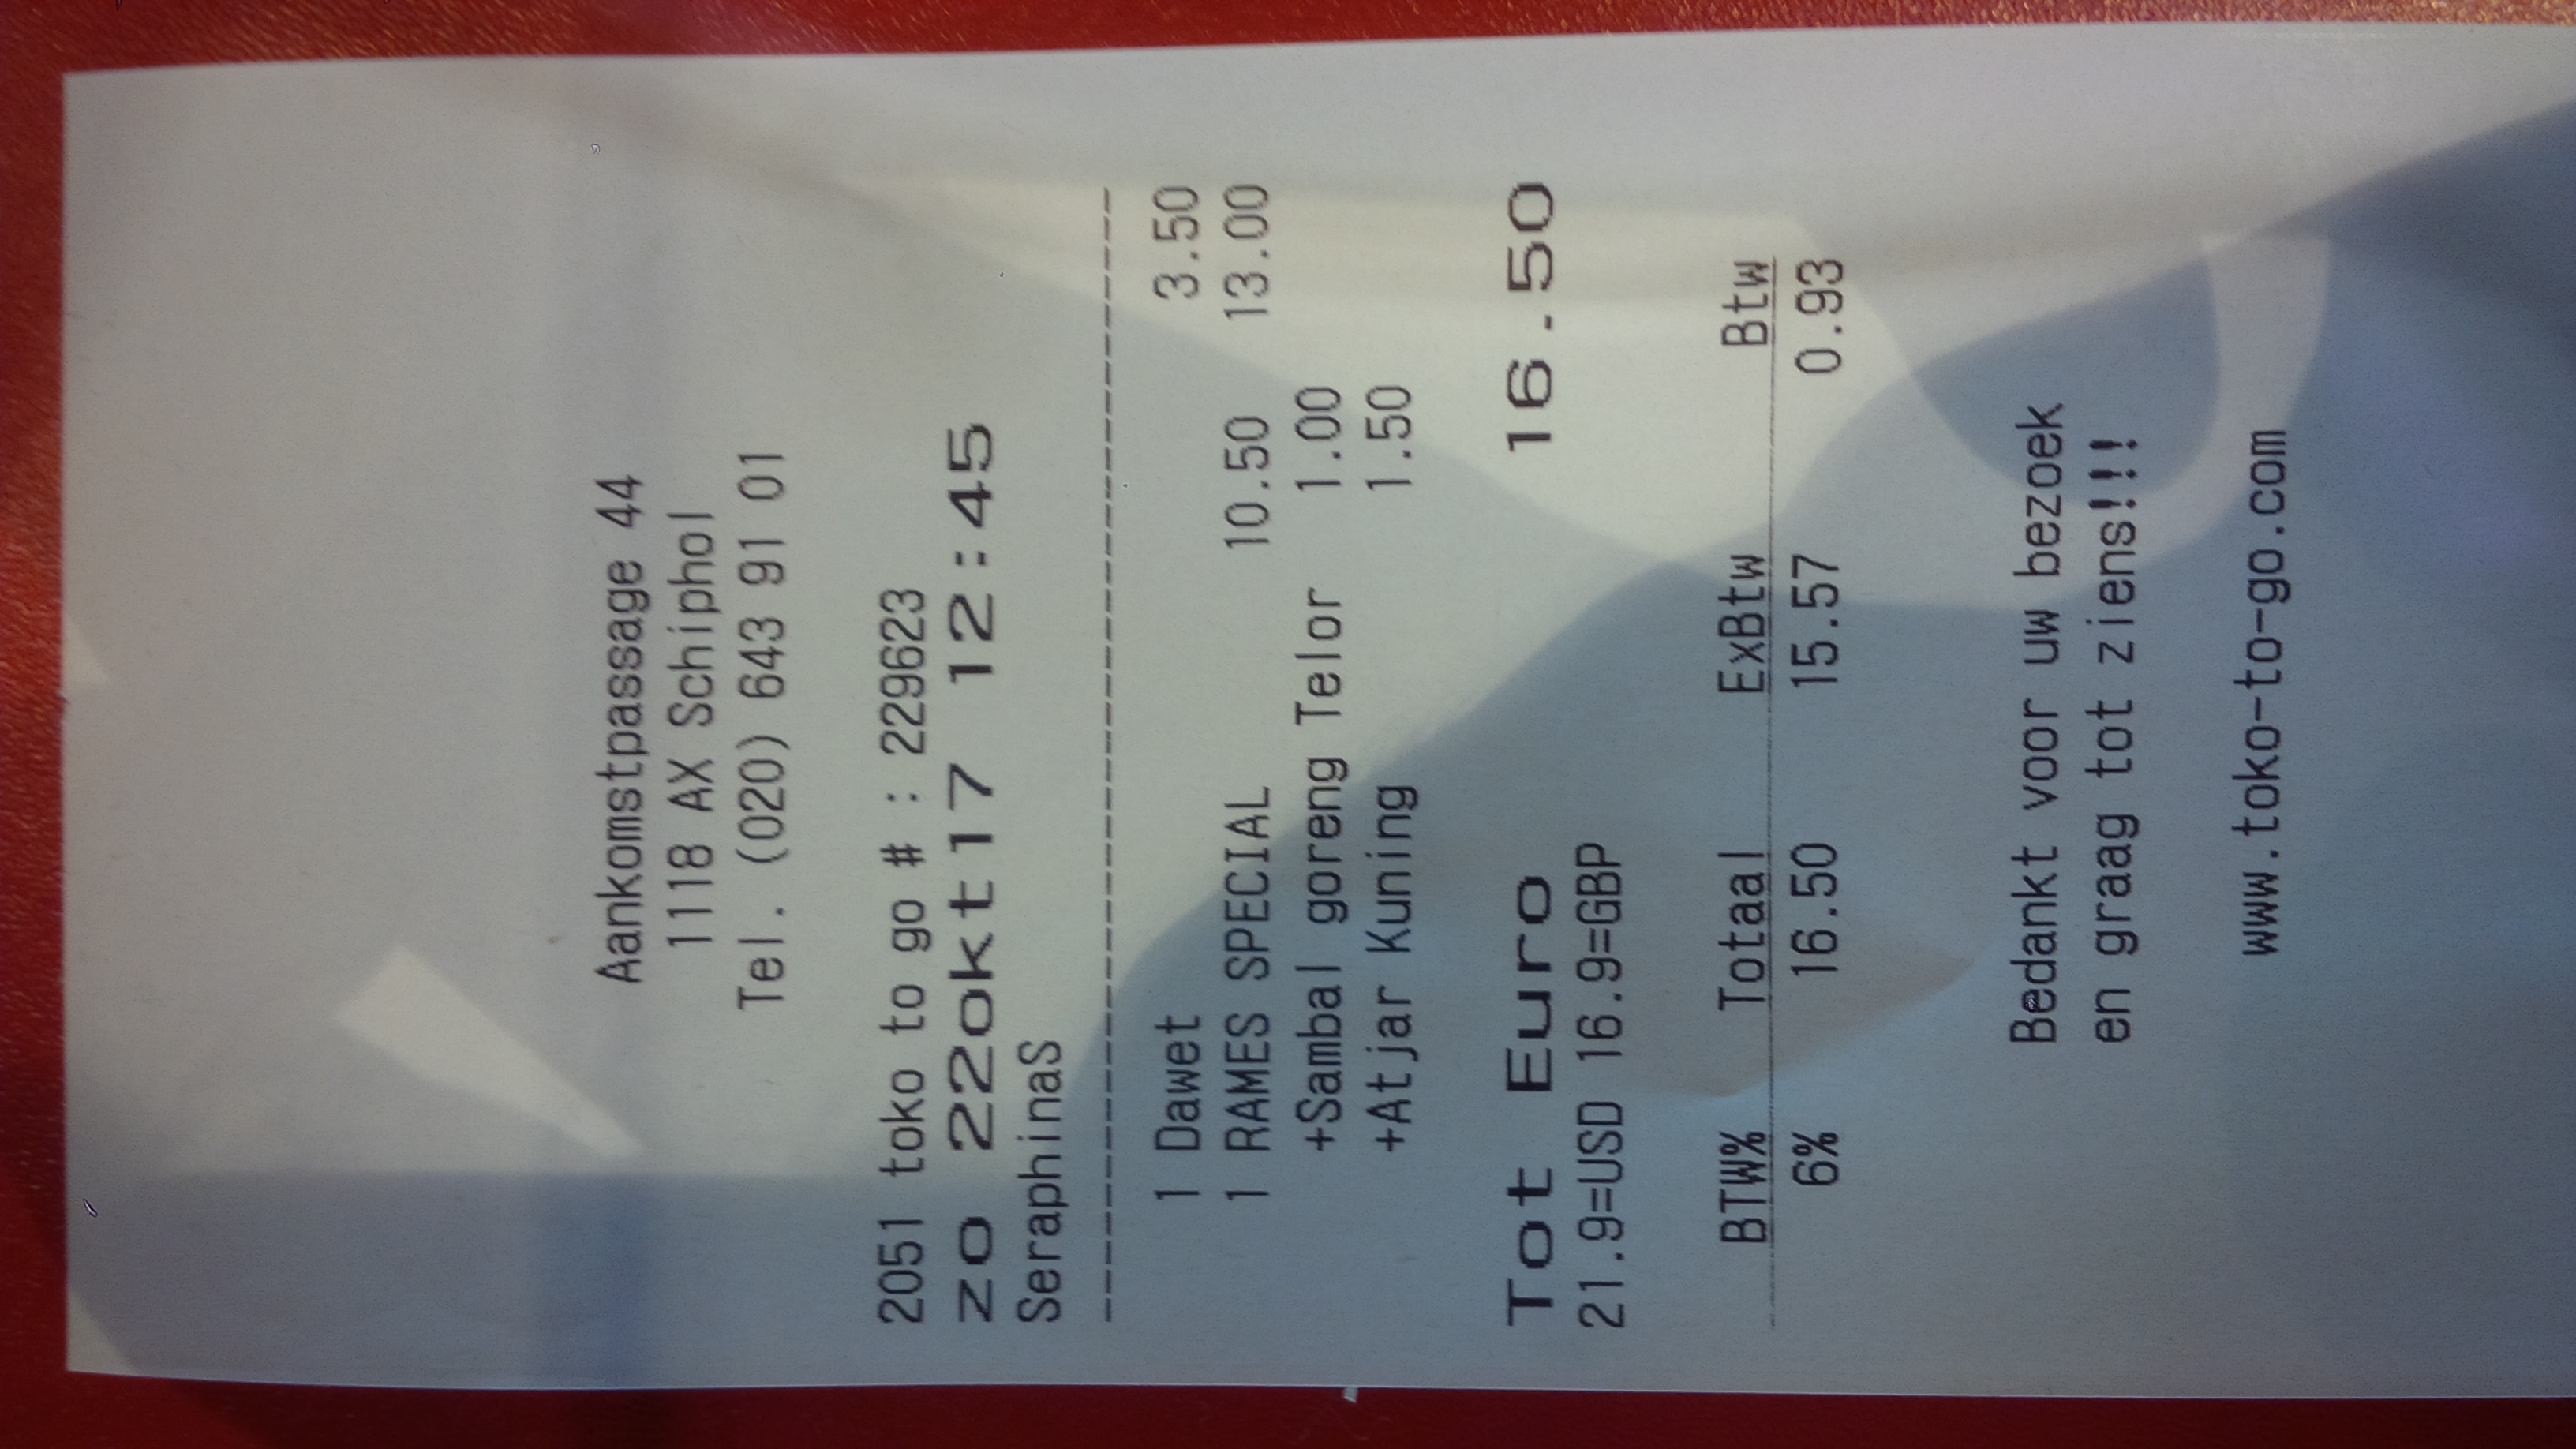 Aankomstpassage 44
1118 AX Schiphol
Tel. (020) 643 91 01
2051 toko to go # : 229623
zo 22okt17 12:45
SeraphinaS
--------------------------------------
1 Dawet 3.50
1 RAMES SPECIAL 10.50 13.00
+Sambal goreng Telor 1.00
+Atjar Kuning 1.50
Tot Euro 16.50
21.9=USD 16.9=GBP
BTW% Totaal ExBtw Btw
6% 16.50 15.57 0.93
Bedankt voor uw bezoek
en graag tot ziens!!!
www.toko-to-go.com